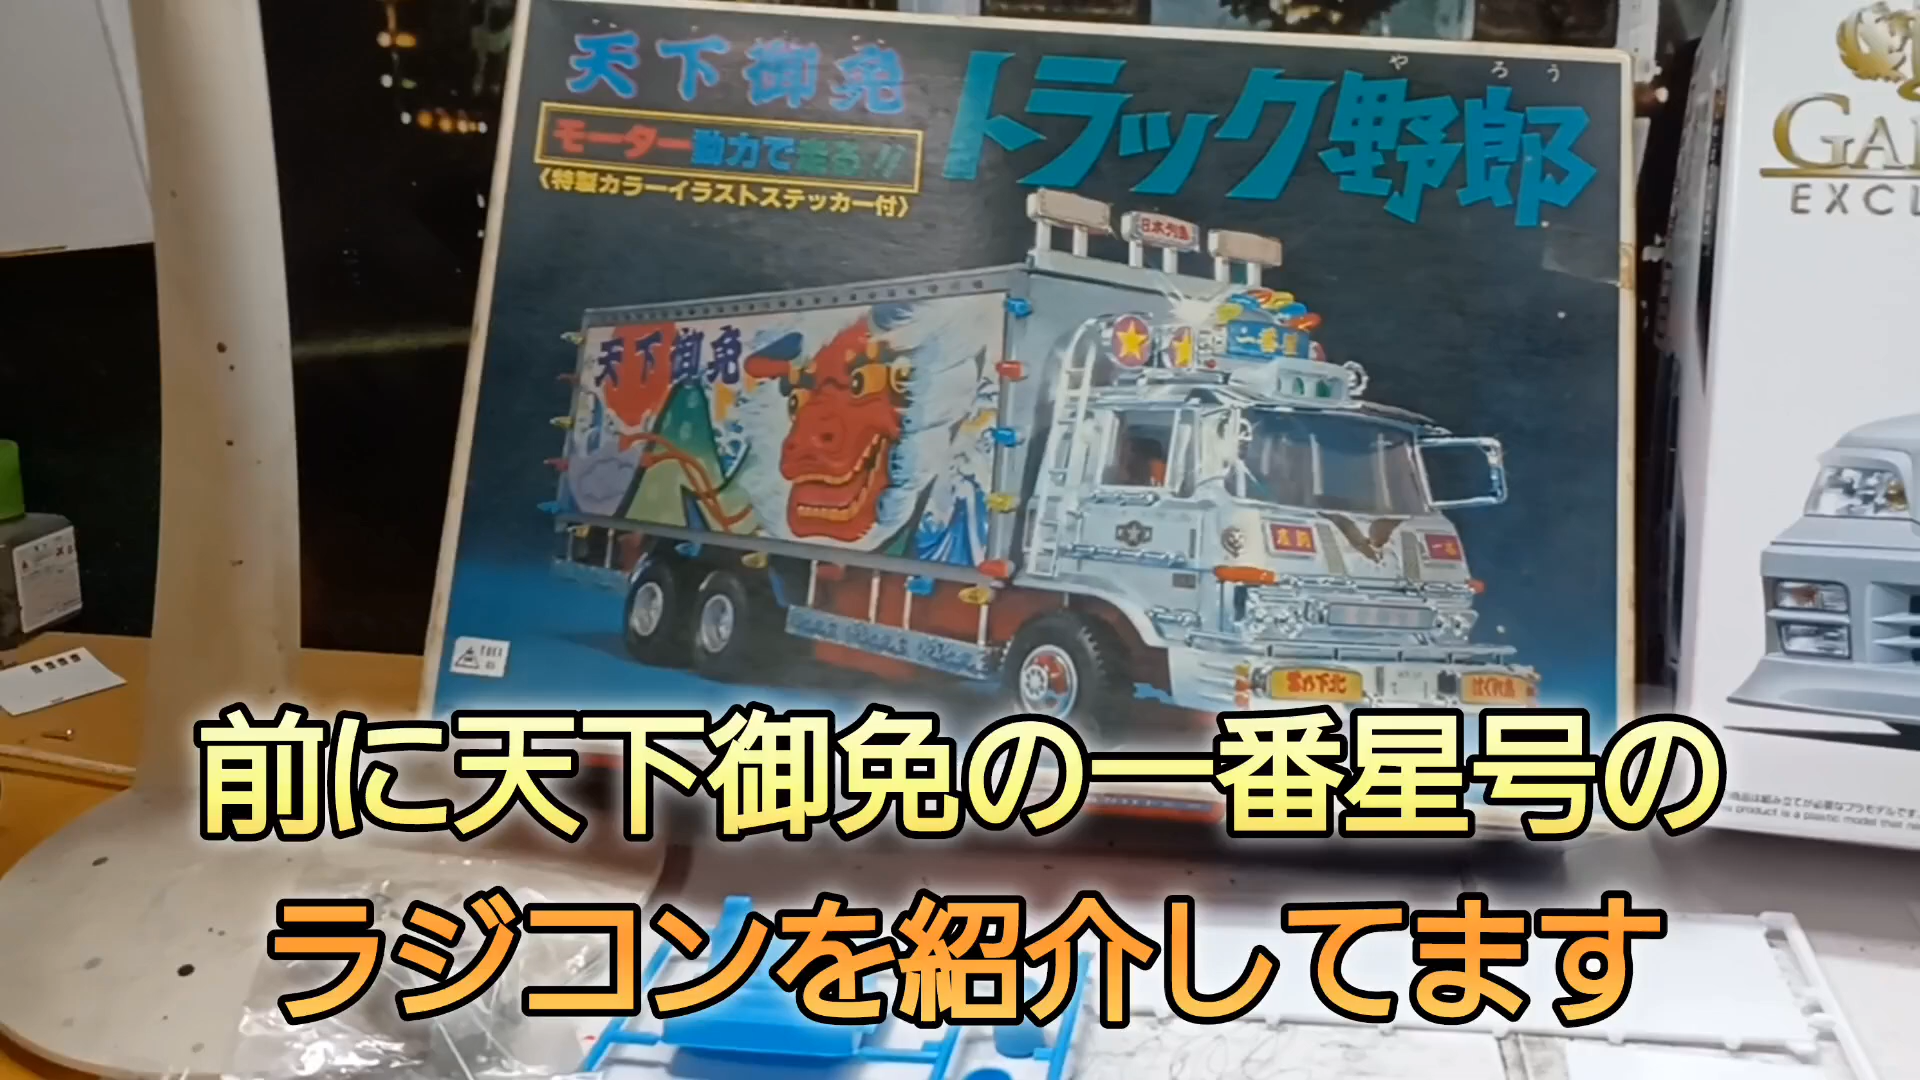 天下御免
トラック野郎
やろう
モーター動力で走る!!
〈特製カラーイラストステッカー付〉
日本列島
一番星
天下御免
GA
EXCL
前に天下御免の一番星号の
ラジコンを紹介してます